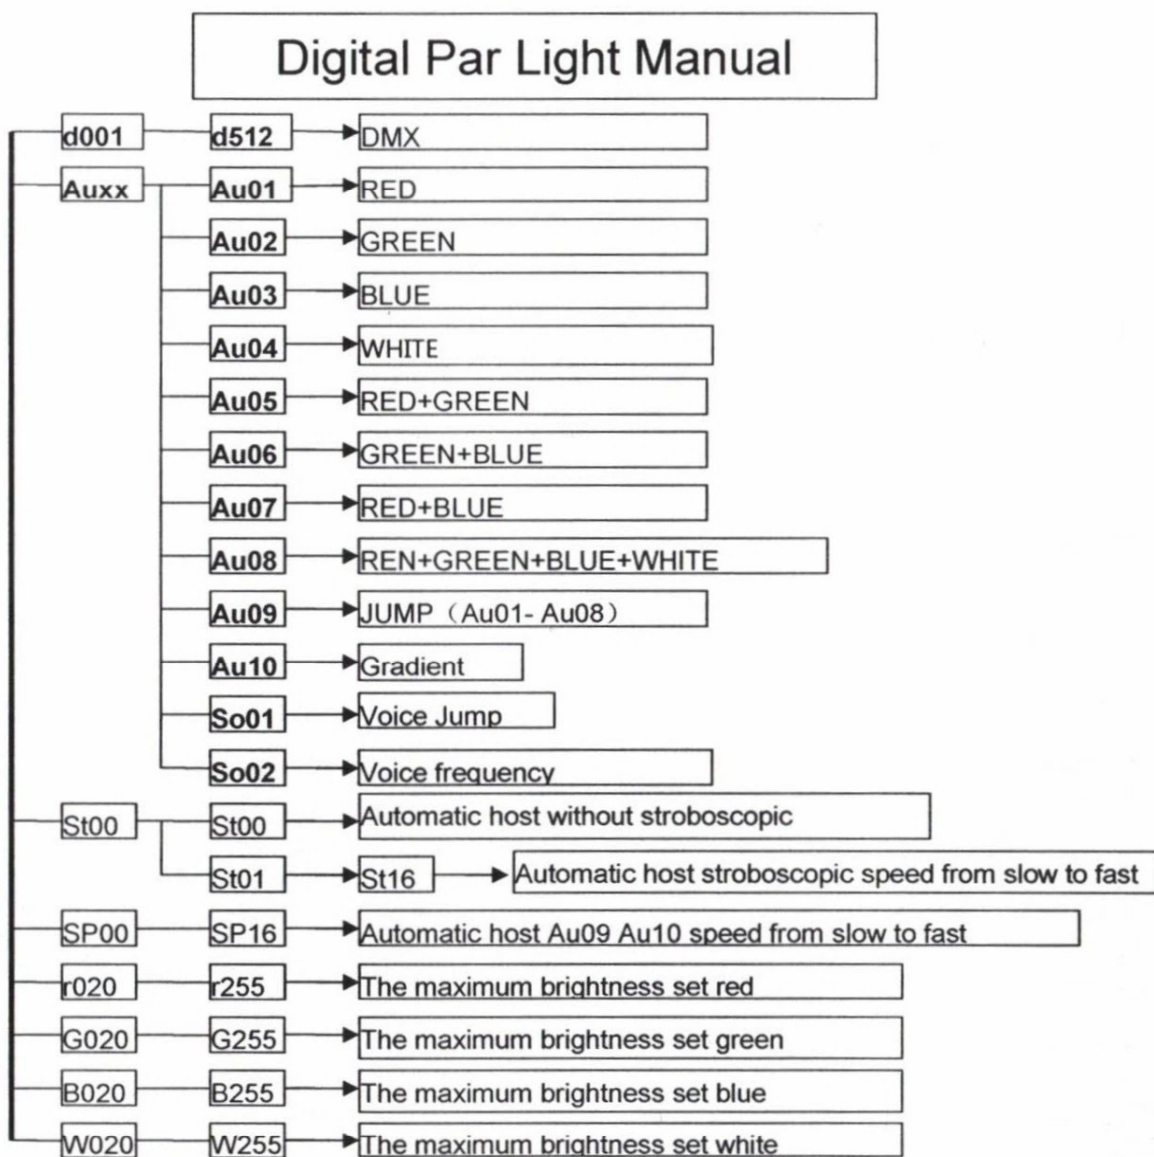 Digital Par Light Manual
d001 d512 DMX
Auxx Au01 RED
Au02 GREEN
Au03 BLUE
Au04 WHITE
Au05 RED+GREEN
Au06 GREEN+BLUE
Au07 RED+BLUE
Au08 REN+GREEN+BLUE+WHITE
Au09 JUMP（Au01- Au08）
Au10 Gradient
So01 Voice Jump
So02 Voice frequency
St00 St00 Automatic host without stroboscopic
St01 St16 Automatic host stroboscopic speed from slow to fast
SP00 SP16 Automatic host Au09 Au10 speed from slow to fast
r020 r255 The maximum brightness set red
G020 G255 The maximum brightness set green
B020 B255 The maximum brightness set blue
W020 W255 The maximum brightness set white